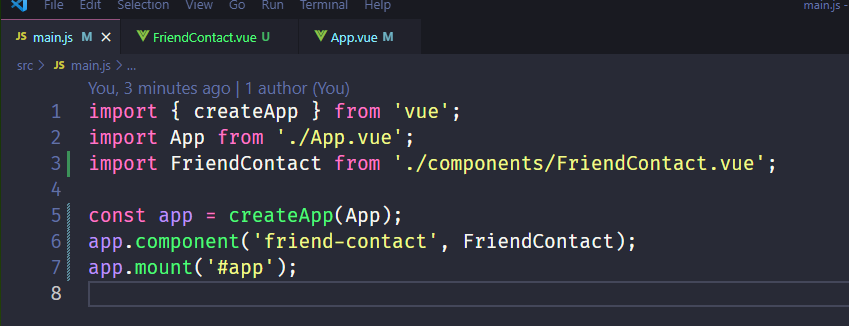 File Edit Selection View Go Run Terminal Help main.js -
JS main.js M × FriendContact.vue U App.vue M
src > JS main.js > ...
You, 3 minutes ago | 1 author (You)
1 import { createApp } from 'vue';
2 import App from './App.vue';
3 import FriendContact from './components/FriendContact.vue';
4
5 const app = createApp(App);
6 app.component('friend-contact', FriendContact);
7 app.mount('#app');
8